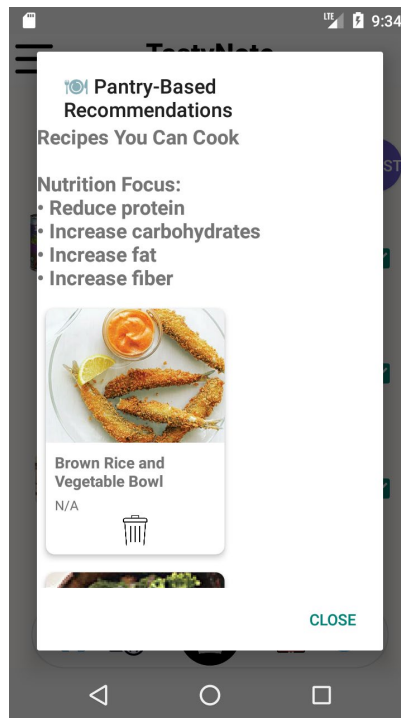 LTE 9:34
🍽 Pantry-Based
Recommendations
Recipes You Can Cook
Nutrition Focus:
• Reduce protein
• Increase carbohydrates
• Increase fat
• Increase fiber
Brown Rice and
Vegetable Bowl
N/A
CLOSE